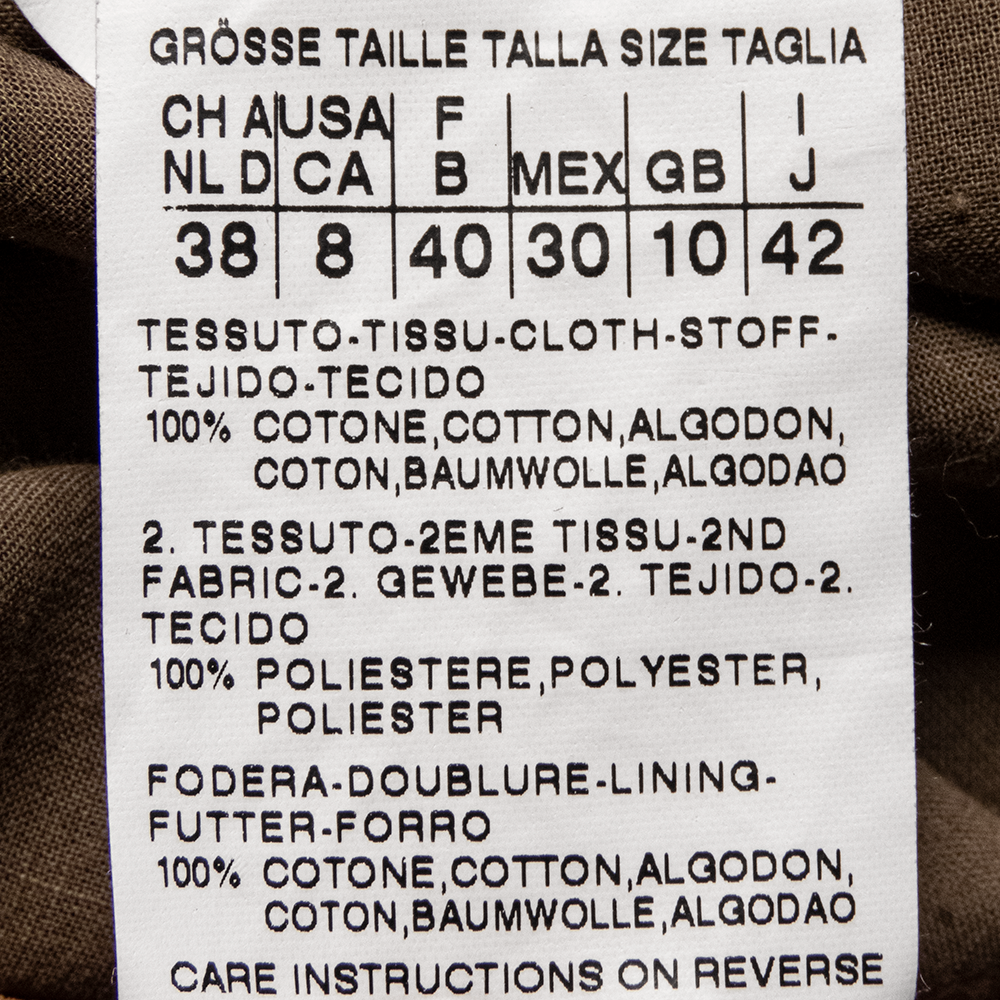 GRÖSSE TAILLE TALLA SIZE TAGLIA
CH A USA F I
NL D CA B MEX GB J
38 8 40 30 10 42
TESSUTO-TISSU-CLOTH-STOFF-
TEJIDO-TECIDO
100% COTONE,COTTON,ALGODON,
COTON,BAUMWOLLE,ALGODAO
2. TESSUTO-2EME TISSU-2ND
FABRIC-2. GEWEBE-2. TEJIDO-2.
TECIDO
100% POLIESTERE,POLYESTER,
POLIESTER
FODERA-DOUBLURE-LINING-
FUTTER-FORRO
100% COTONE,COTTON,ALGODON,
COTON,BAUMWOLLE,ALGODAO
CARE INSTRUCTIONS ON REVERSE